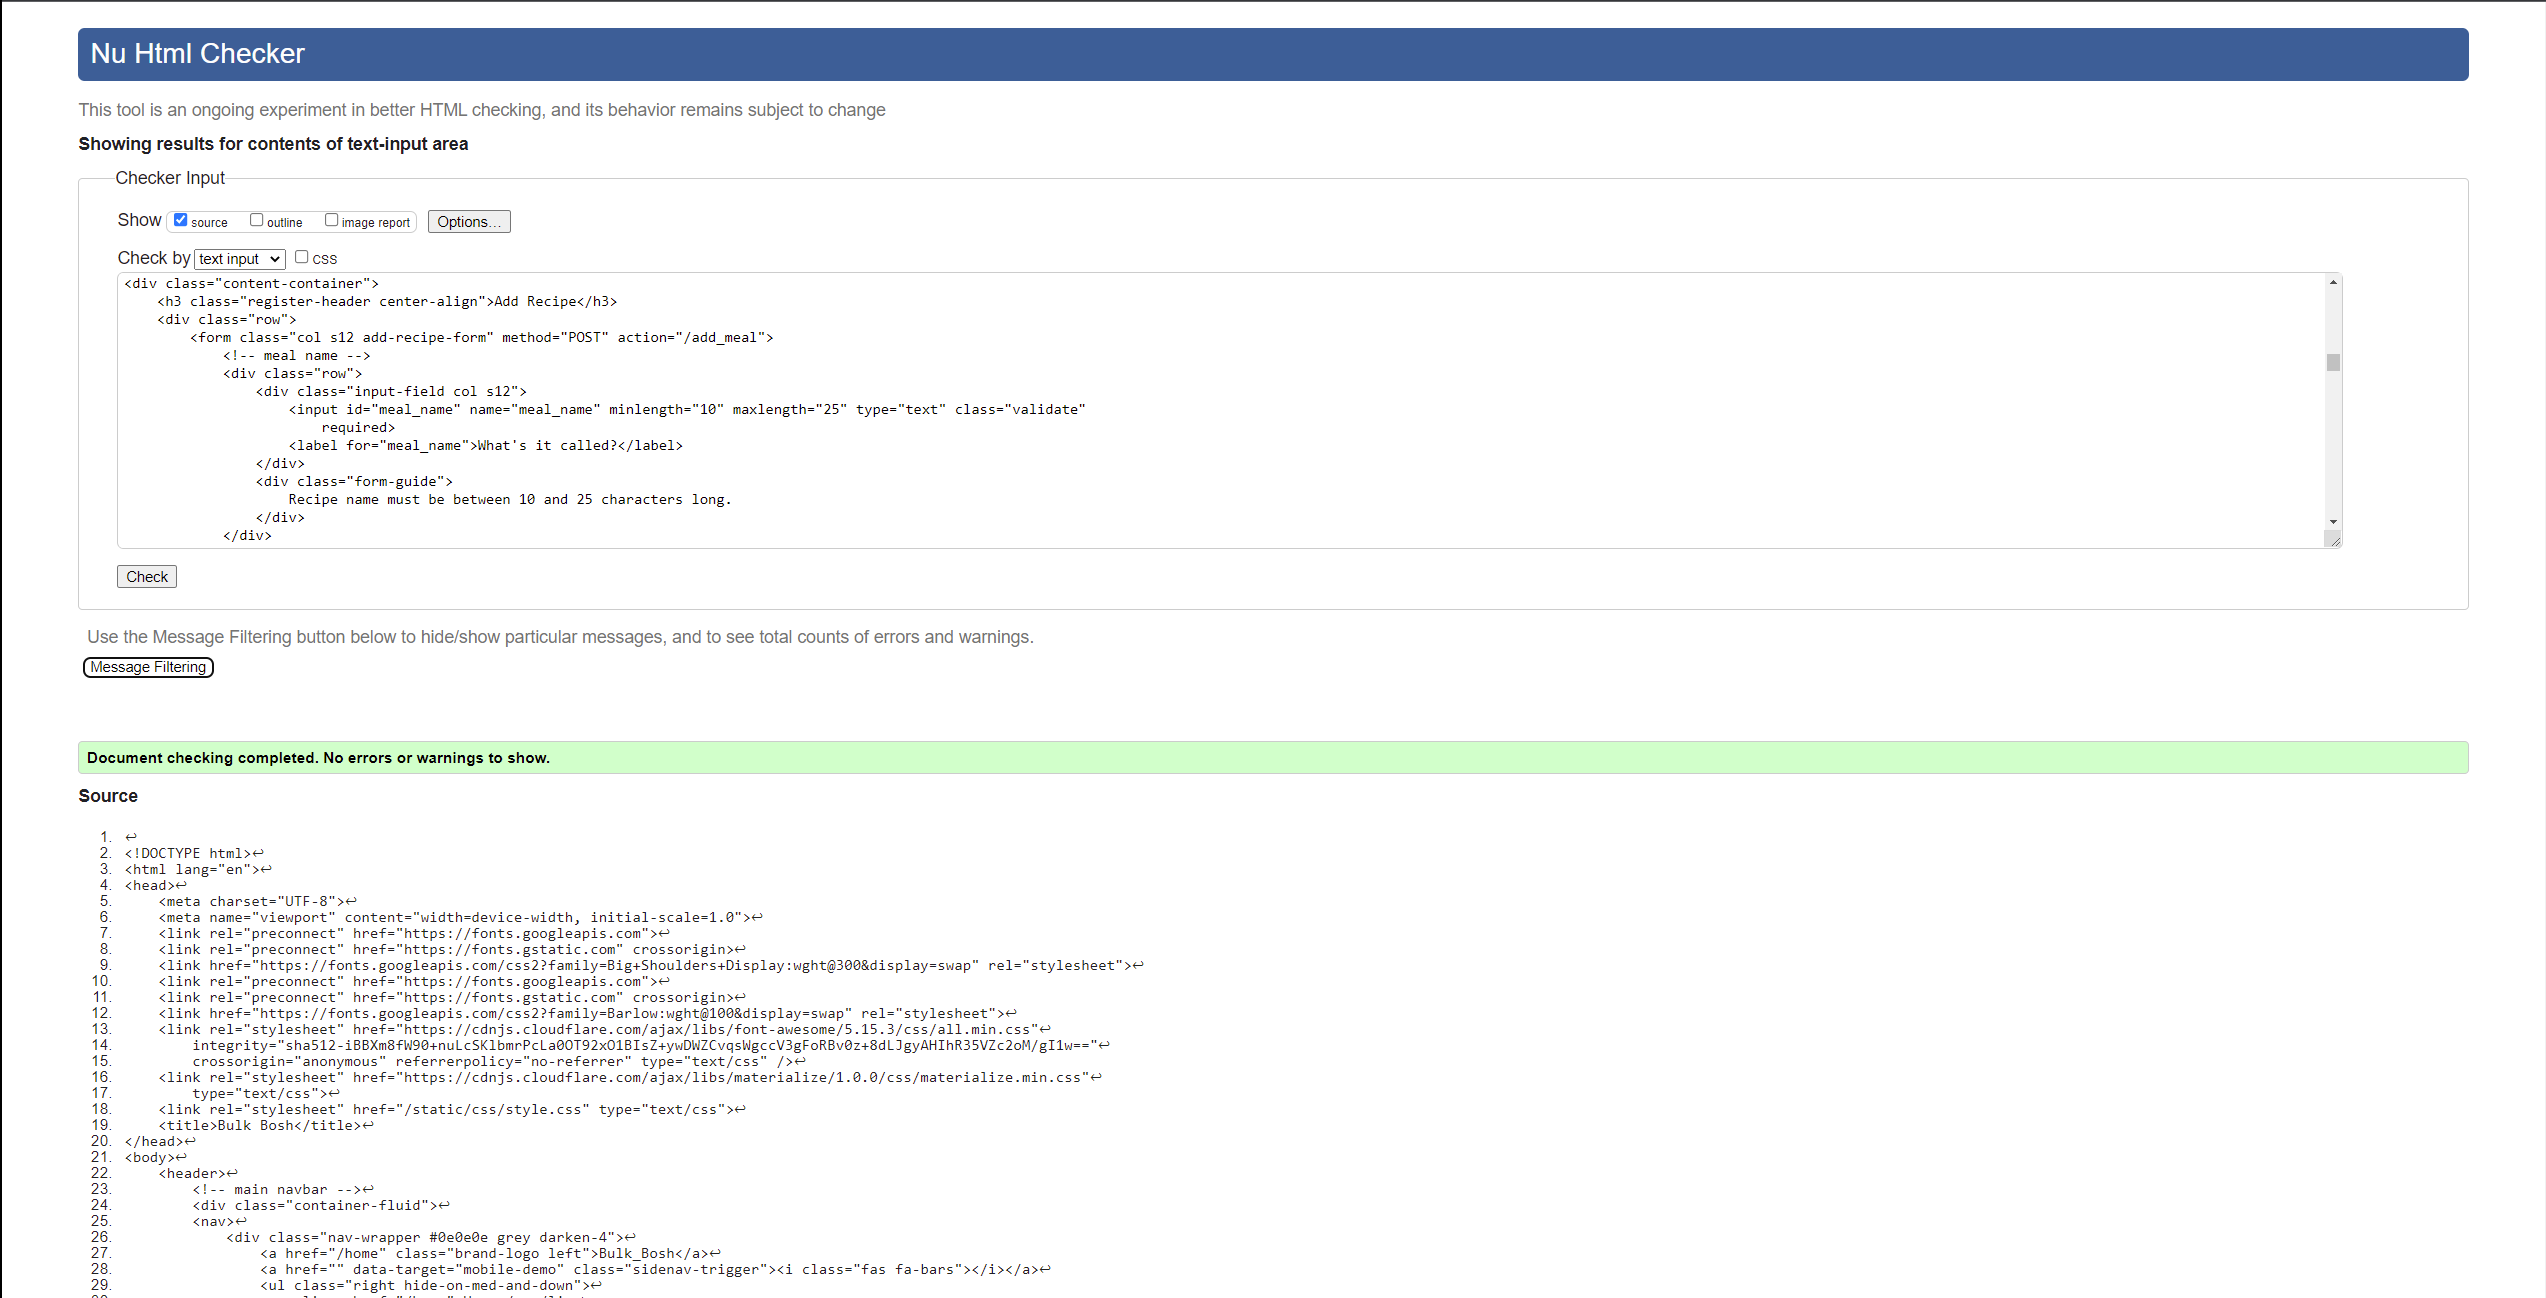 Nu Html Checker
This tool is an ongoing experiment in better HTML checking, and its behavior remains subject to change
Showing results for contents of text-input area
Checker Input
Show source outline image report Options...
Check by text input CSS
<div class="content-container">
<h3 class="register-header center-align">Add Recipe</h3>
<div class="row">
<form class="col s12 add-recipe-form" method="POST" action="/add_meal">
<!-- meal name -->
<div class="row">
<div class="input-field col s12">
<input id="meal_name" name="meal_name" minlength="10" maxlength="25" type="text" class="validate"
required>
<label for="meal_name">What's it called?</label>
</div>
<div class="form-guide">
Recipe name must be between 10 and 25 characters long.
</div>
</div>
Check
Use the Message Filtering button below to hide/show particular messages, and to see total counts of errors and warnings.
Message Filtering
Document checking completed. No errors or warnings to show.
Source
1. ↩
2. <!DOCTYPE html>↩
3. <html lang="en">↩
4. <head>↩
5. <meta charset="UTF-8">↩
6. <meta name="viewport" content="width=device-width, initial-scale=1.0">↩
7. <link rel="preconnect" href="https://fonts.googleapis.com">↩
8. <link rel="preconnect" href="https://fonts.gstatic.com" crossorigin>↩
9. <link href="https://fonts.googleapis.com/css2?family=Big+Shoulders+Display:wght@300&display=swap" rel="stylesheet">↩
10. <link rel="preconnect" href="https://fonts.googleapis.com">↩
11. <link rel="preconnect" href="https://fonts.gstatic.com" crossorigin>↩
12. <link href="https://fonts.googleapis.com/css2?family=Barlow:wght@100&display=swap" rel="stylesheet">↩
13. <link rel="stylesheet" href="https://cdnjs.cloudflare.com/ajax/libs/font-awesome/5.15.3/css/all.min.css"↩
14. integrity="sha512-iBBXm8fW90+nuLcSKlbmrPcLa0OT92xO1BIsZ+ywDWZCvqsWgccV3gFoRBv0z+8dLJgyAHIhR35VZc2oM/gI1w=="↩
15. crossorigin="anonymous" referrerpolicy="no-referrer" type="text/css" />↩
16. <link rel="stylesheet" href="https://cdnjs.cloudflare.com/ajax/libs/materialize/1.0.0/css/materialize.min.css"↩
17. type="text/css">↩
18. <link rel="stylesheet" href="/static/css/style.css" type="text/css">↩
19. <title>Bulk Bosh</title>↩
20. </head>↩
21. <body>↩
22. <header>↩
23. <!-- main navbar -->↩
24. <div class="container-fluid">↩
25. <nav>↩
26. <div class="nav-wrapper #0e0e0e grey darken-4">↩
27. <a href="/home" class="brand-logo left">Bulk_Bosh</a>↩
28. <a href="" data-target="mobile-demo" class="sidenav-trigger"><i class="fas fa-bars"></i></a>↩
29. <ul class="right hide-on-med-and-down">↩